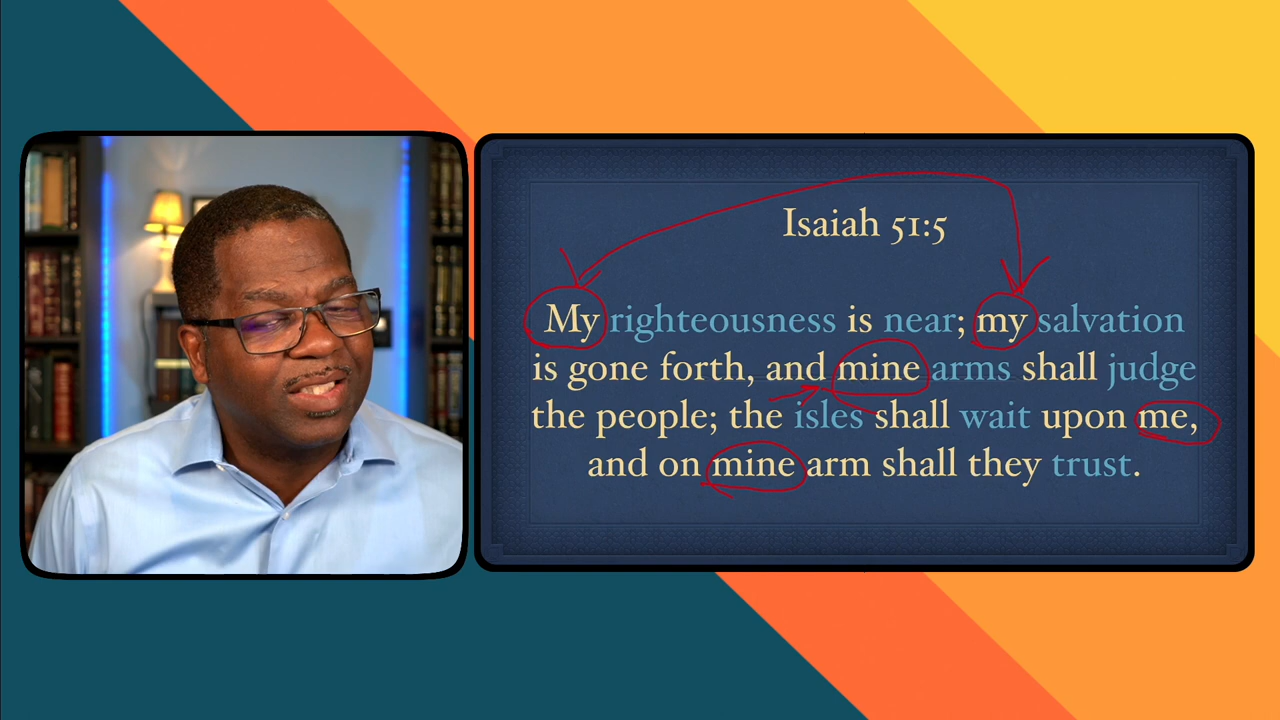 Isaiah 51:5
My righteousness is near; my salvation
is gone forth, and mine arms shall judge
the people; the isles shall wait upon me,
and on mine arm shall they trust.